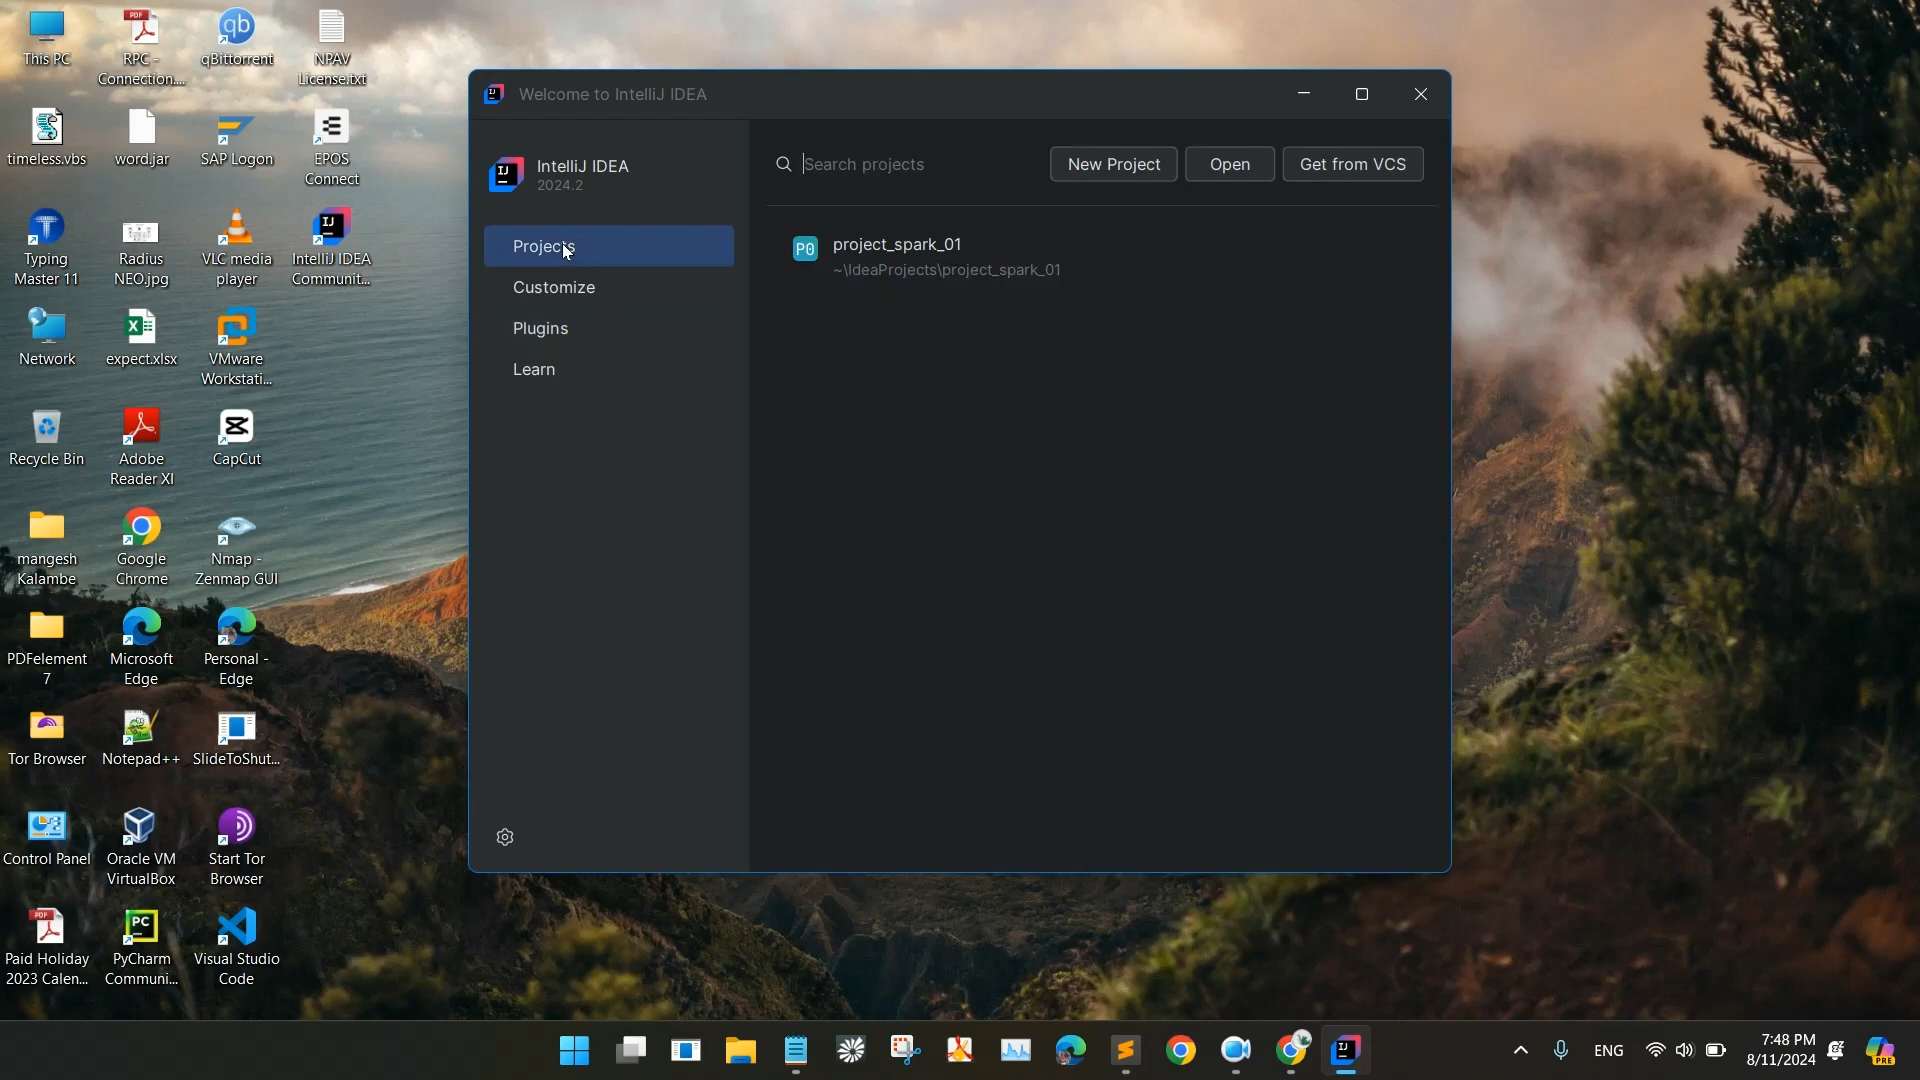 This PC
RPC -
Connection....
qBittorrent
NPAV
License.txt
timeless.vbs
word.jar
SAP Logon
EPOS
Connect
Typing
Master 11
Radius
NEO.jpg
VLC media
player
IntelliJ IDEA
Communit...
Network
expect.xlsx
VMware
Workstati...
Recycle Bin
Adobe
Reader XI
CapCut
mangesh
Kalambe
Google
Chrome
Nmap -
Zenmap GUI
PDFelement
7
Microsoft
Edge
Personal -
Edge
Tor Browser
Notepad++
SlideToShut...
Control Panel
Oracle VM
VirtualBox
Start Tor
Browser
Paid Holiday
2023 Calen...
PyCharm
Communi...
Visual Studio
Code
Welcome to IntelliJ IDEA
IntelliJ IDEA
2024.2
Projects
Customize
Plugins
Learn
Search projects
New Project
Open
Get from VCS
P0
project_spark_01
~\IdeaProjects\project_spark_01
ENG
7:48 PM
8/11/2024